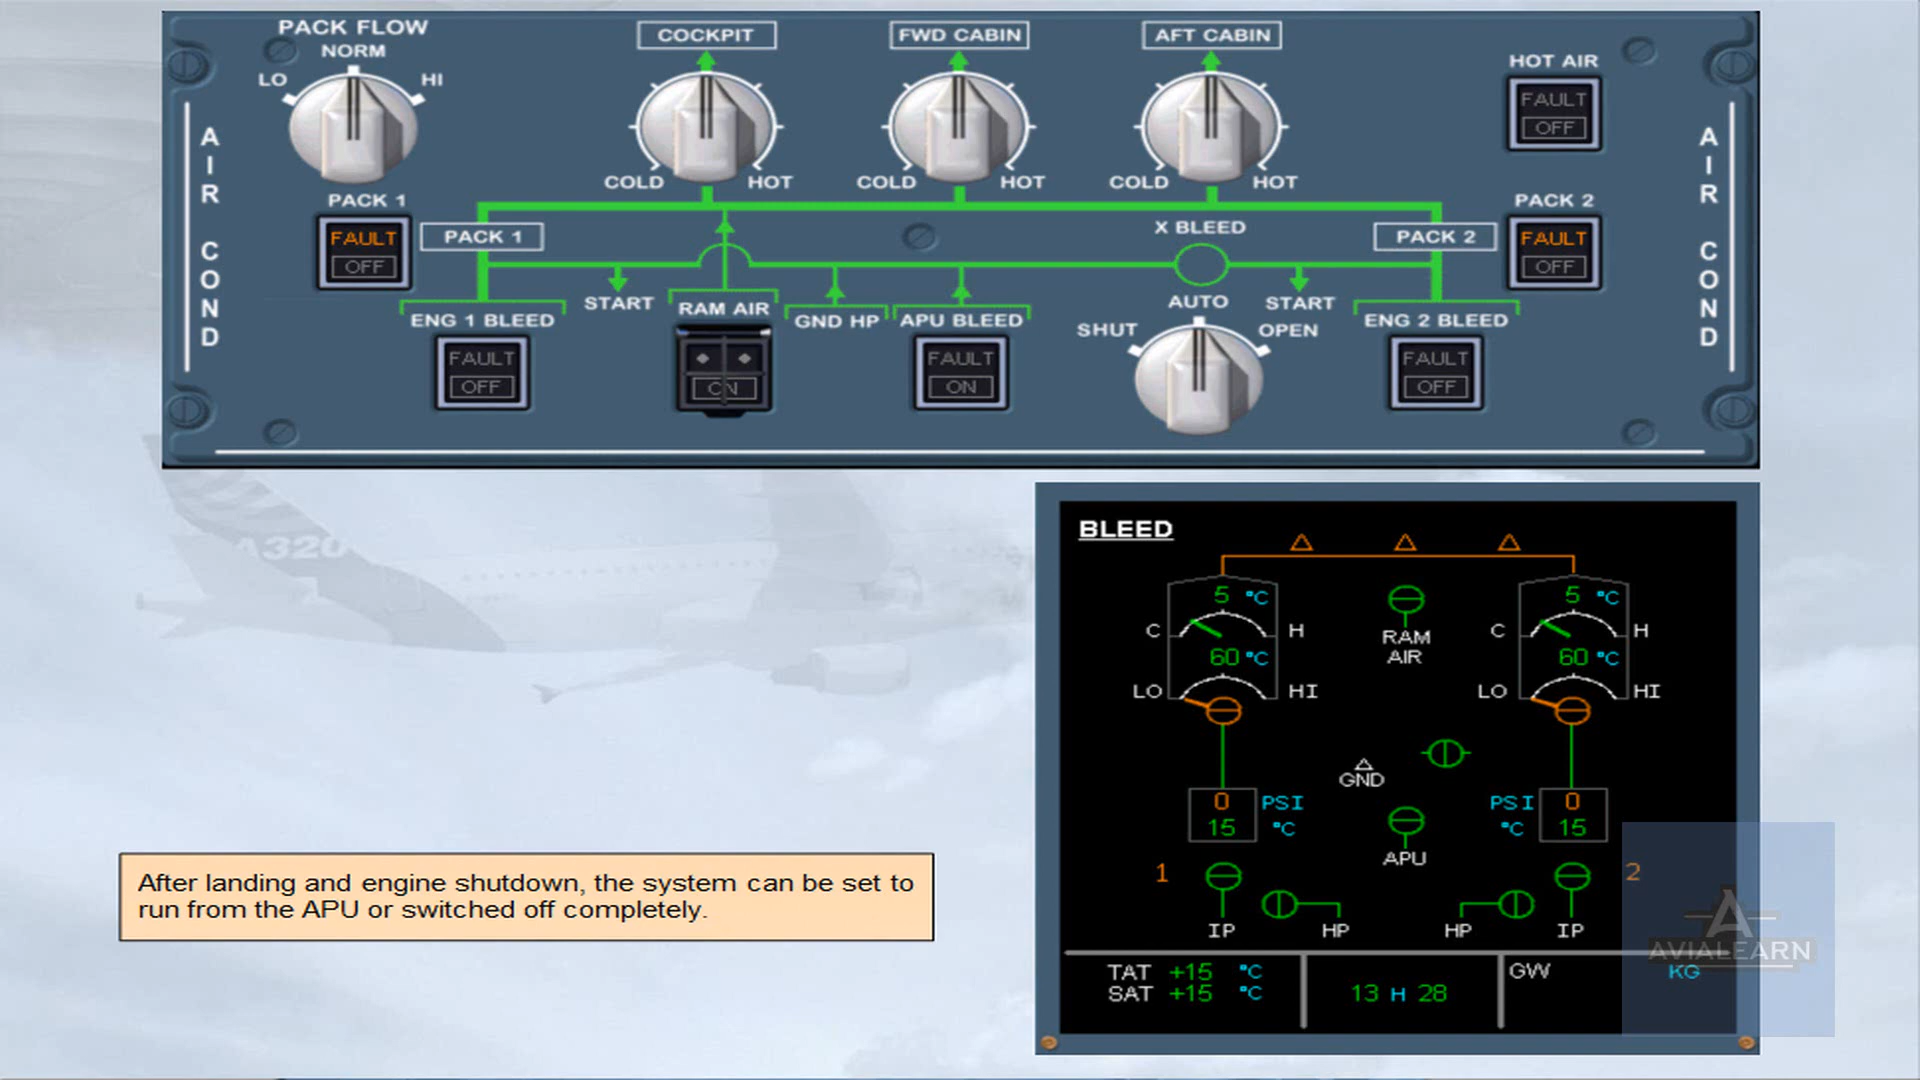 PACK FLOW
NORM
LO
HI
COCKPIT
FWD CABIN
AFT CABIN
HOT AIR
FAULT
OFF
COLD
HOT
COLD
HOT
COLD
HOT
AIR COND
AIR COND
PACK 1
FAULT
OFF
PACK 1
X BLEED
PACK 2
PACK 2
FAULT
OFF
START
AUTO
START
ENG 1 BLEED
RAM AIR
GND HP
APU BLEED
SHUT
OPEN
ENG 2 BLEED
FAULT
OFF
ON
FAULT
ON
FAULT
OFF
A320
BLEED
5 °C
C
H
60 °C
LO
HI
RAM
AIR
5 °C
C
H
60 °C
LO
HI
GND
0 PSI
15 °C
APU
PSI 0
°C 15
1
2
IP
HP
HP
IP
TAT +15 °C
SAT +15 °C
13 H 28
GW
KG
AVIALEARN
After landing and engine shutdown, the system can be set to
run from the APU or switched off completely.